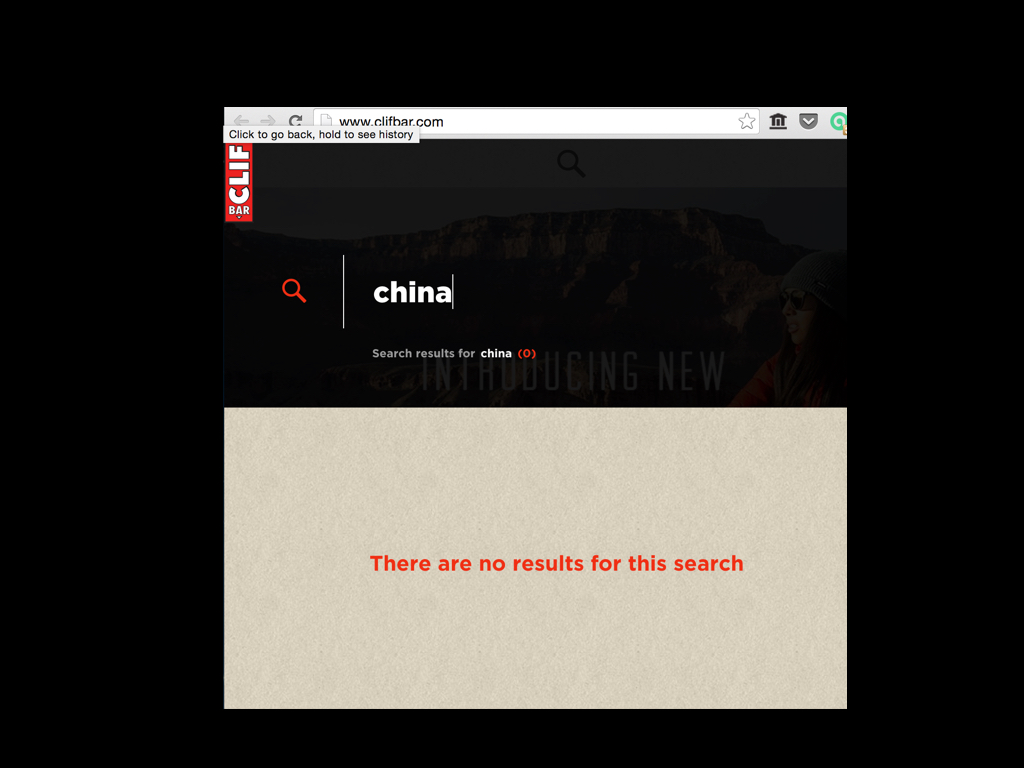 www.clifbar.com
Click to go back, hold to see history
CLIF
BAR
china
Search results for china (0)
INTRODUCING NEW
There are no results for this search